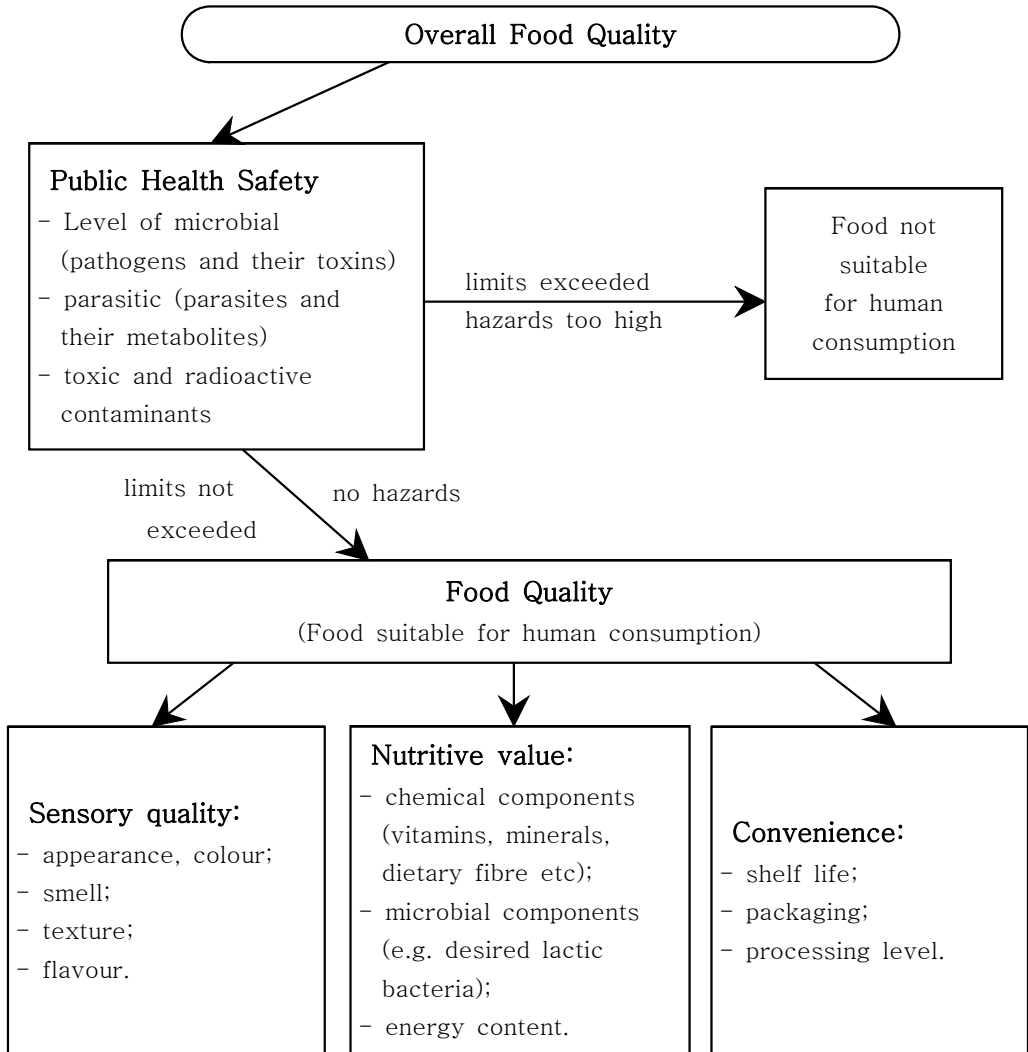 Overall Food Quality
Public Health Safety
- Level of microbial
(pathogens and their toxins)
- parasitic (parasites and
their metabolites)
- toxic and radioactive
contaminants
limits exceeded
hazards too high
Food not
suitable
for human
consumption
limits not
exceeded
no hazards
Food Quality
(Food suitable for human consumption)
Sensory quality:
- appearance, colour;
- smell;
- texture;
- flavour.
Nutritive value:
- chemical components
(vitamins, minerals,
dietary fibre etc);
- microbial components
(e.g. desired lactic
bacteria);
- energy content.
Convenience:
- shelf life;
- packaging;
- processing level.